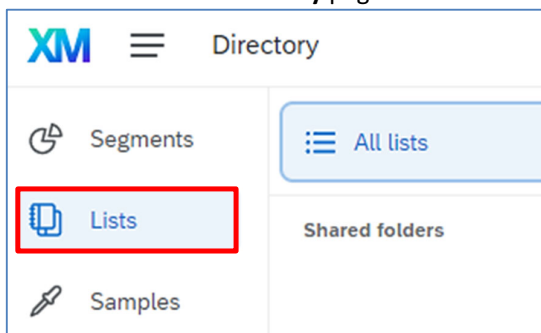 XM Directory
Segments
All lists
Lists
Shared folders
Samples